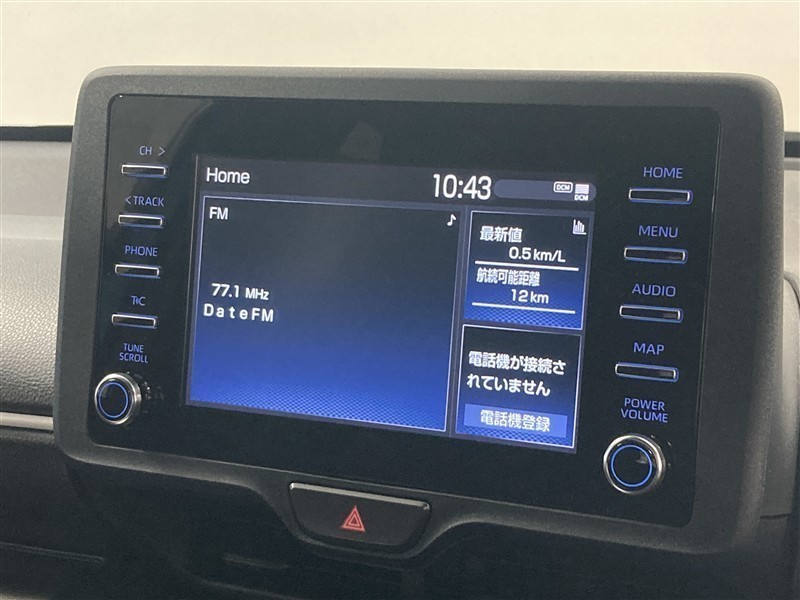 CH >
< TRACK
PHONE
T/C
TUNE
SCROLL
Home
10:43
DCM
DCM
FM
77.1 MHz
DateFM
最新値
0.5 km/L
航続可能距離
12 km
電話機が接続さ
れていません
電話機登録
HOME
MENU
AUDIO
MAP
POWER
VOLUME